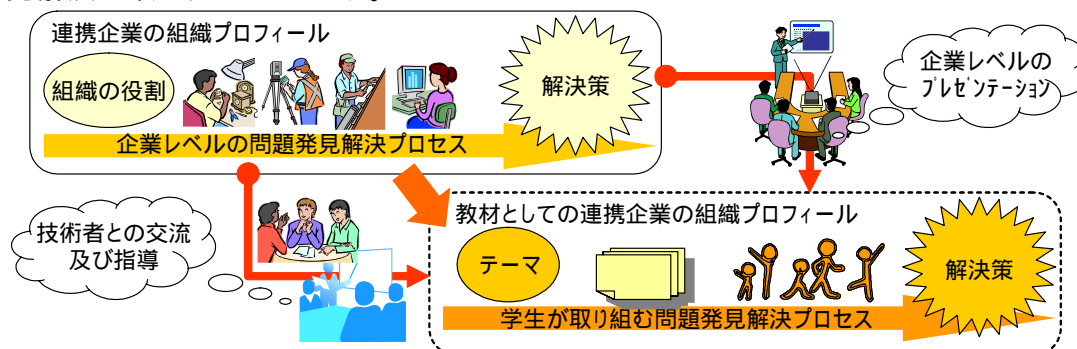 連携企業の組織プロフィール
組織の役割
解決策
企業レベルの問題発見解決プロセス
企業レベルの
プレゼンテーション
技術者との交流
及び指導
教材としての連携企業の組織プロフィール
テーマ
解決策
学生が取り組む問題発見解決プロセス